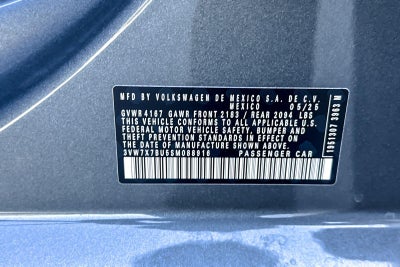 MFD. BY VOLKSWAGEN DE MEXICO S.A. DE C.V.
MEXICO 05/25
GVWR 4167 GAWR FRONT 2183 / REAR 2094 LBS
THIS VEHICLE CONFORMS TO ALL APPLICABLE U.S.
FEDERAL MOTOR VEHICLE SAFETY, BUMPER AND
THEFT PREVENTION STANDARDS IN EFFECT ON
THE DATE OF MANUFACTURE SHOWN ABOVE
3VW7X7BU6SM088916 PASSENGER CAR